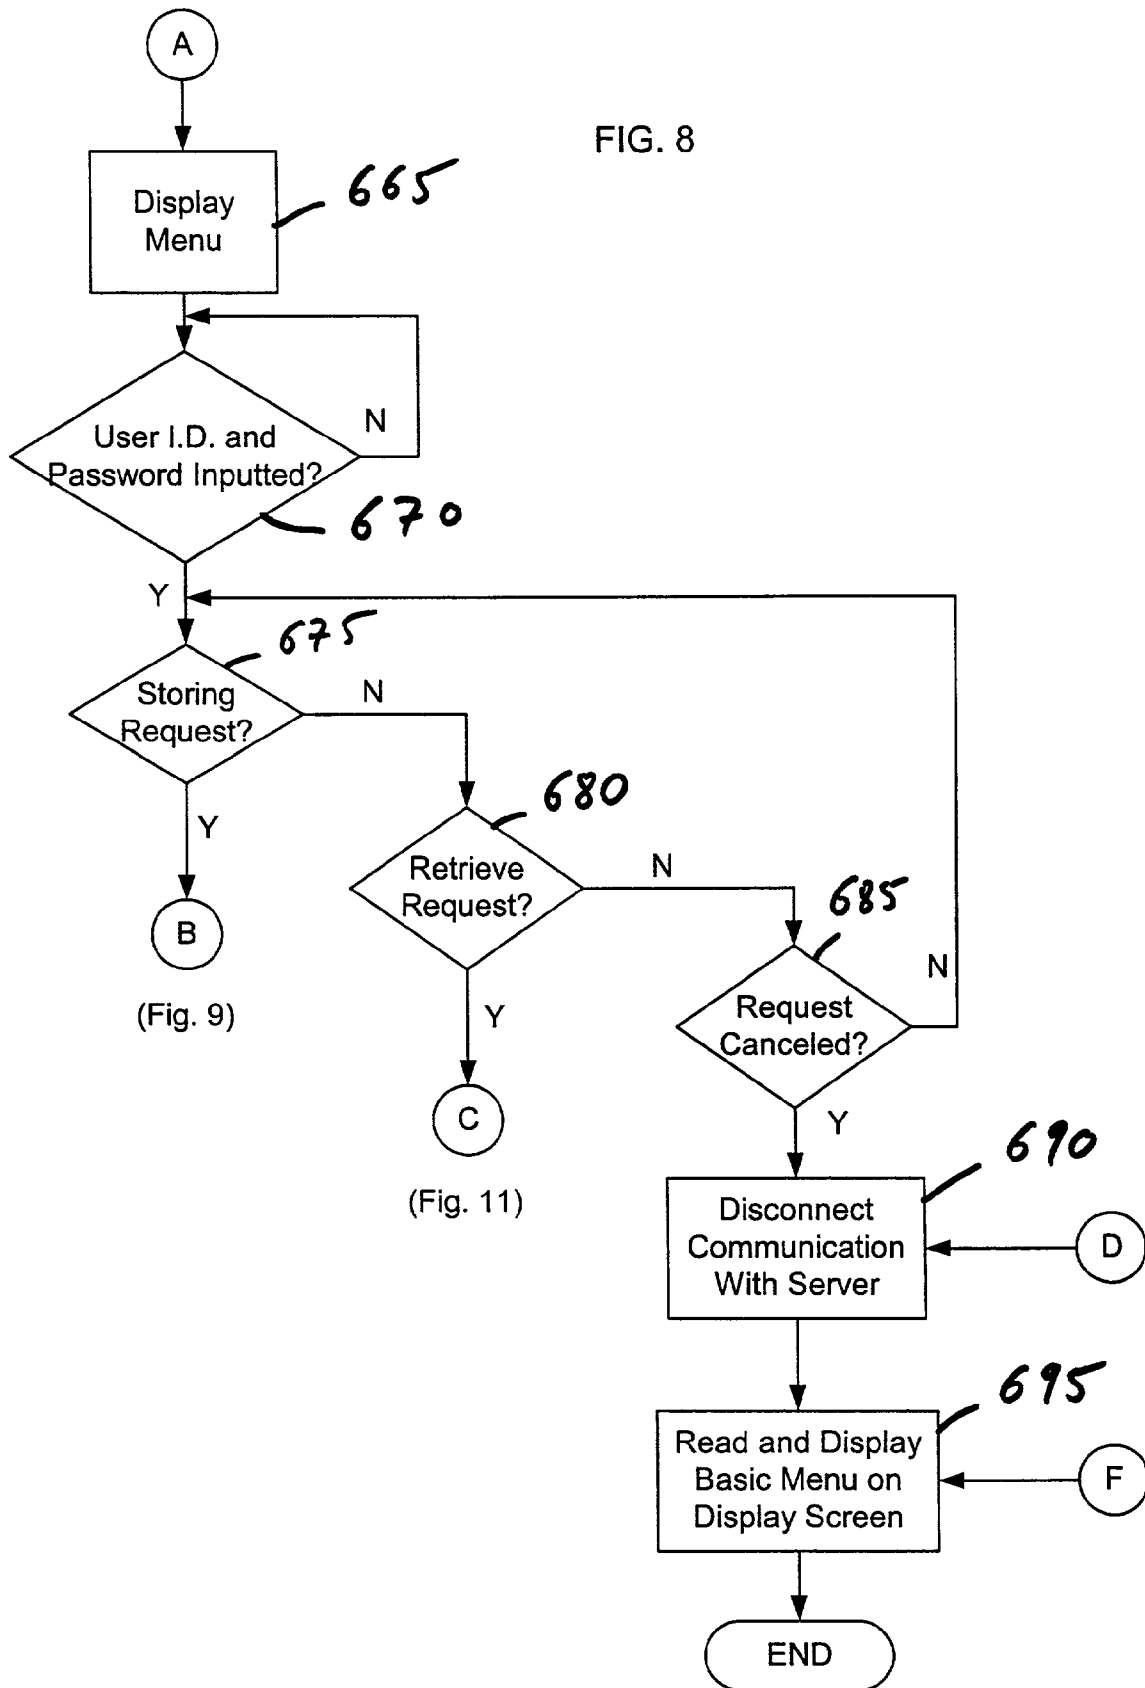 A
FIG. 8
Display
Menu
665
User I.D. and
Password Inputted?
N
670
Y
Storing
Request?
675
N
Y
B
(Fig. 9)
Retrieve
Request?
680
N
Y
C
(Fig. 11)
Request
Canceled?
685
N
Y
Disconnect
Communication
With Server
690
D
Read and Display
Basic Menu on
Display Screen
695
F
END